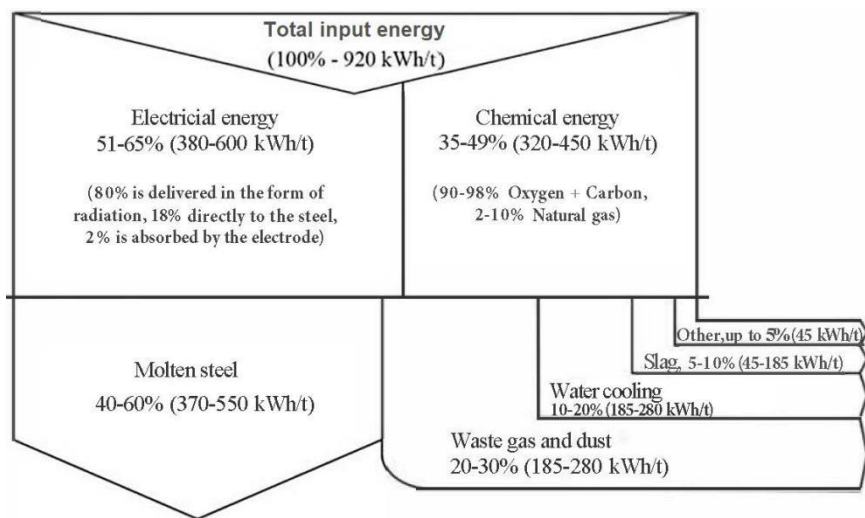 Total input energy
(100% - 920 kWh/t)
Electricial energy
51-65% (380-600 kWh/t)
(80% is delivered in the form of
radiation, 18% directly to the steel,
2% is absorbed by the electrode)
Chemical energy
35-49% (320-450 kWh/t)
(90-98% Oxygen + Carbon,
2-10% Natural gas)
Molten steel
40-60% (370-550 kWh/t)
Other,up to 5%(45 kWh/t)
Slag, 5-10% (45-185 kWh/t)
Water cooling
10-20% (185-280 kWh/t)
Waste gas and dust
20-30% (185-280 kWh/t)